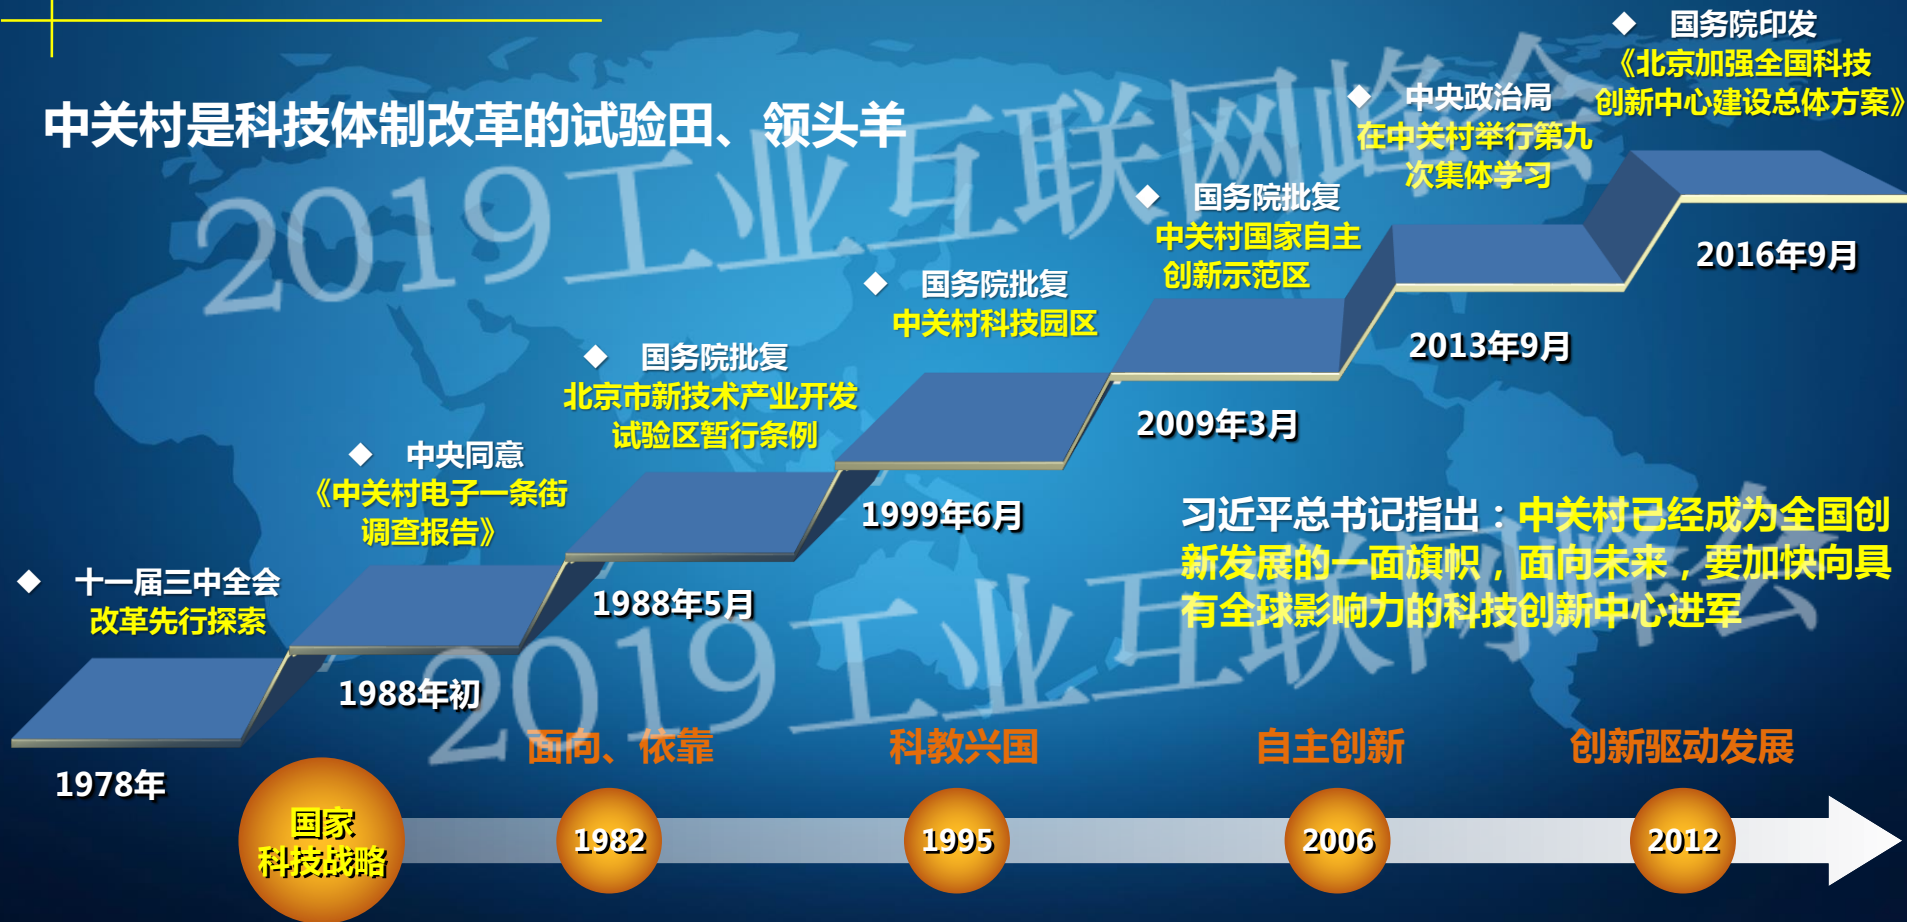 中关村是科技体制改革的试验田、领头羊
◆ 十一届三中全会
改革先行探索
1978年
◆ 中央同意
《中关村电子一条街
调查报告》
1988年初
◆ 国务院批复
北京市新技术产业开发
试验区暂行条例
1988年5月
◆ 国务院批复
中关村科技园区
1999年6月
◆ 国务院批复
中关村国家自主
创新示范区
2009年3月
◆ 中央政治局
在中关村举行第九
次集体学习
2013年9月
◆ 国务院印发
《北京加强全国科技
创新中心建设总体方案》
2016年9月
习近平总书记指出：中关村已经成为全国创
新发展的一面旗帜，面向未来，要加快向具
有全球影响力的科技创新中心进军
国家
科技战略
面向、依靠
1982
科教兴国
1995
自主创新
2006
创新驱动发展
2012
2019工业互联网峰会
2019工业互联网峰会